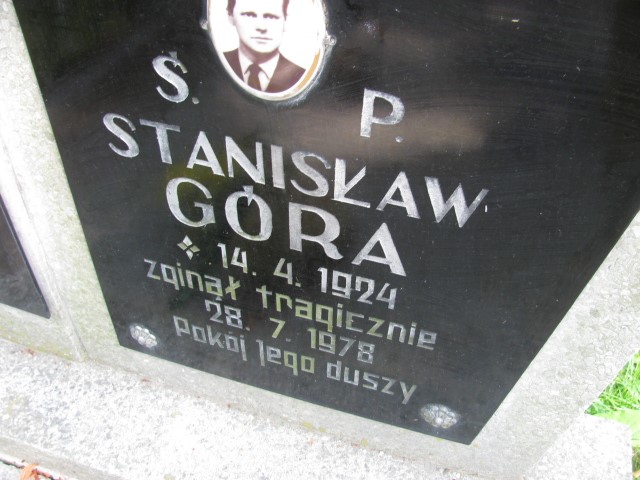 Ś. P.
STANISŁAW
GÓRA
14. 4. 1924
zginął tragicznie
28. 7. 1978
Pokój Jego duszy